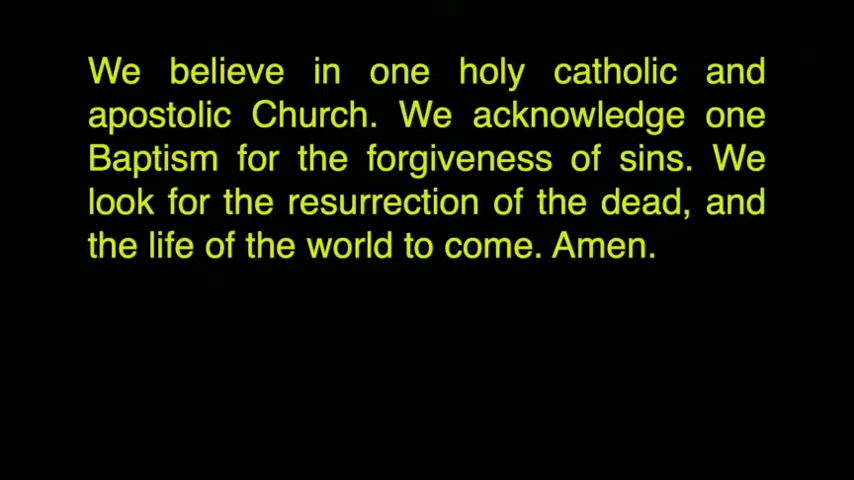 We believe in one holy catholic and
apostolic Church. We acknowledge one
Baptism for the forgiveness of sins. We
look for the resurrection of the dead, and
the life of the world to come. Amen.